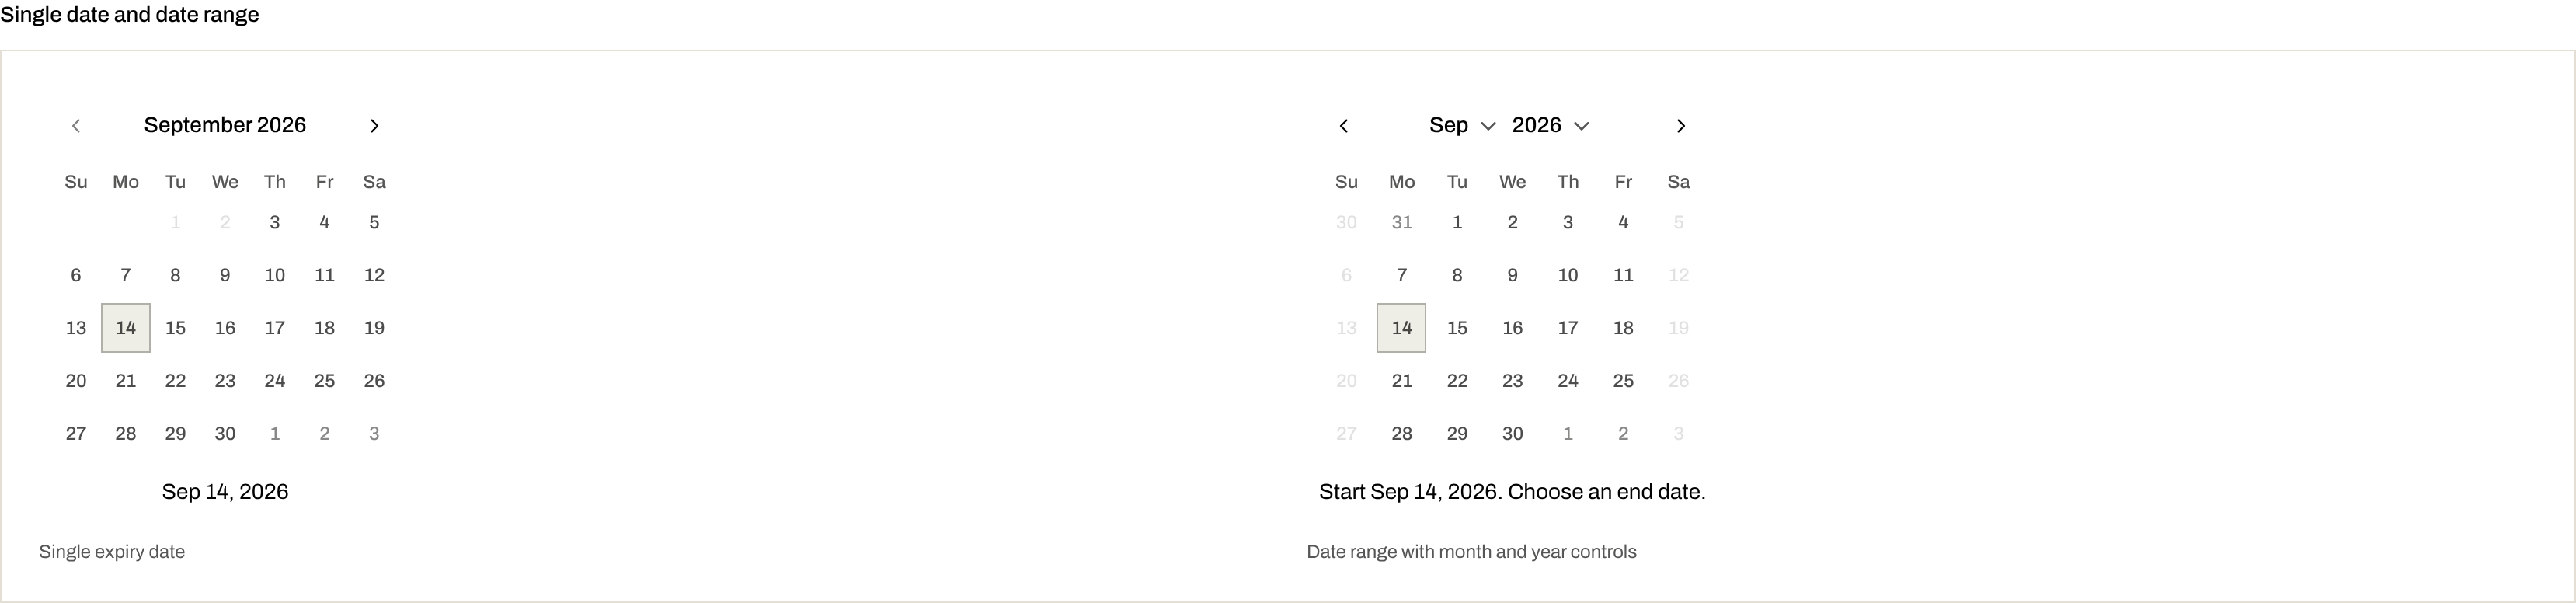 Single date and date range
September 2026
Su Mo Tu We Th Fr Sa
1 2 3 4 5
6 7 8 9 10 11 12
13 14 15 16 17 18 19
20 21 22 23 24 25 26
27 28 29 30 1 2 3
Sep 14, 2026
Single expiry date
Sep 2026
Su Mo Tu We Th Fr Sa
30 31 1 2 3 4 5
6 7 8 9 10 11 12
13 14 15 16 17 18 19
20 21 22 23 24 25 26
27 28 29 30 1 2 3
Start Sep 14, 2026. Choose an end date.
Date range with month and year controls